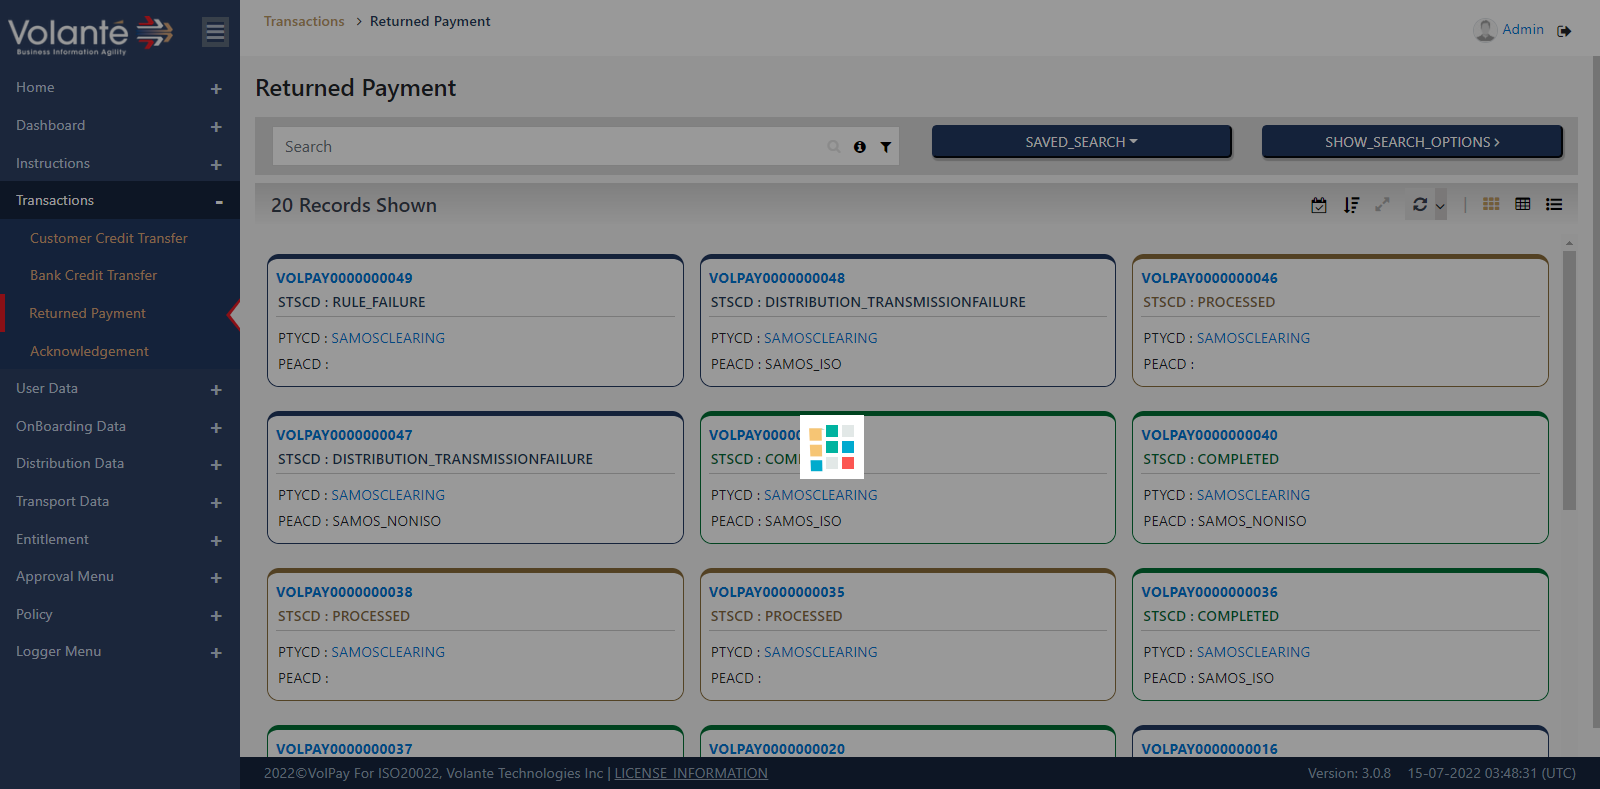 Volanté
Business Information Agility
Home
Dashboard
Instructions
Transactions
Customer Credit Transfer
Bank Credit Transfer
Returned Payment
Acknowledgement
User Data
OnBoarding Data
Distribution Data
Transport Data
Entitlement
Approval Menu
Policy
Logger Menu
Transactions > Returned Payment
Admin
Returned Payment
Search
SAVED_SEARCH
SHOW_SEARCH_OPTIONS >
20 Records Shown
VOLPAY0000000049
STSCD : RULE_FAILURE
PTYCD : SAMOSCLEARING
PEACD :
VOLPAY0000000048
STSCD : DISTRIBUTION_TRANSMISSIONFAILURE
PTYCD : SAMOSCLEARING
PEACD : SAMOS_ISO
VOLPAY0000000046
STSCD : PROCESSED
PTYCD : SAMOSCLEARING
PEACD :
VOLPAY0000000047
STSCD : DISTRIBUTION_TRANSMISSIONFAILURE
PTYCD : SAMOSCLEARING
PEACD : SAMOS_NONISO
STSCD :
PTYCD : SAMOSCLEARING
PEACD : SAMOS_ISO
VOLPAY0000000040
STSCD : COMPLETED
PTYCD : SAMOSCLEARING
PEACD : SAMOS_NONISO
VOLPAY0000000038
STSCD : PROCESSED
PTYCD : SAMOSCLEARING
PEACD :
VOLPAY0000000035
STSCD : PROCESSED
PTYCD : SAMOSCLEARING
PEACD :
VOLPAY0000000036
STSCD : COMPLETED
PTYCD : SAMOSCLEARING
PEACD : SAMOS_ISO
VOLPAY0000000037
VOLPAY0000000020
VOLPAY0000000016
2022©VolPay For ISO20022, Volante Technologies Inc | LICENSE INFORMATION
Version: 3.0.8 15-07-2022 03:48:31 (UTC)